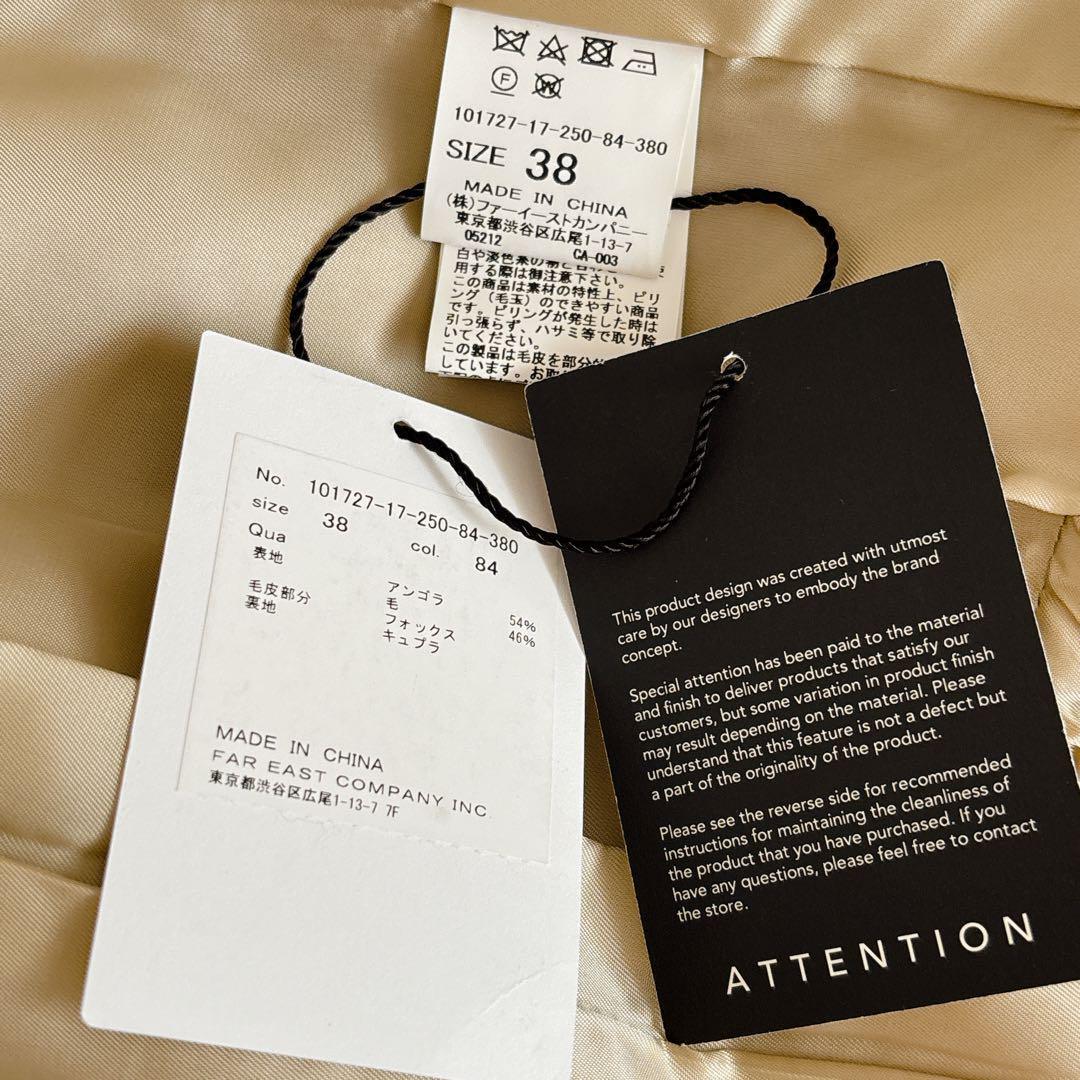 F
W
101727-17-250-84-380
SIZE 38
MADE IN CHINA
(株)ファーイーストカンパニー
東京都渋谷区広尾1-13-7
05212 CA-003
白や淡色系の
用する際は御注意下さい。
この商品は素材の特性上、ピリ
ング(毛玉)のできやすい商品
です。ピリングが発生した時は
引っ張らず、ハサミ等で取り除
いてください。
この製品は毛皮を部分的
しています。お取
No. 101727-17-250-84-380
size 38
Qua col. 84
表地 アンゴラ 54%
毛 46%
毛皮部分 フォックス
裏地 キュプラ
MADE IN CHINA
FAR EAST COMPANY INC.
東京都渋谷区広尾1-13-7 7F
This product design was created with utmost
care by our designers to embody the brand
concept.
Special attention has been paid to the material
and finish to deliver products that satisfy our
customers, but some variation in product finish
may result depending on the material. Please
understand that this feature is not a defect but
a part of the originality of the product.
Please see the reverse side for recommended
instructions for maintaining the cleanliness of
the product that you have purchased. If you
have any questions, please feel free to contact
the store.
ATTENTION